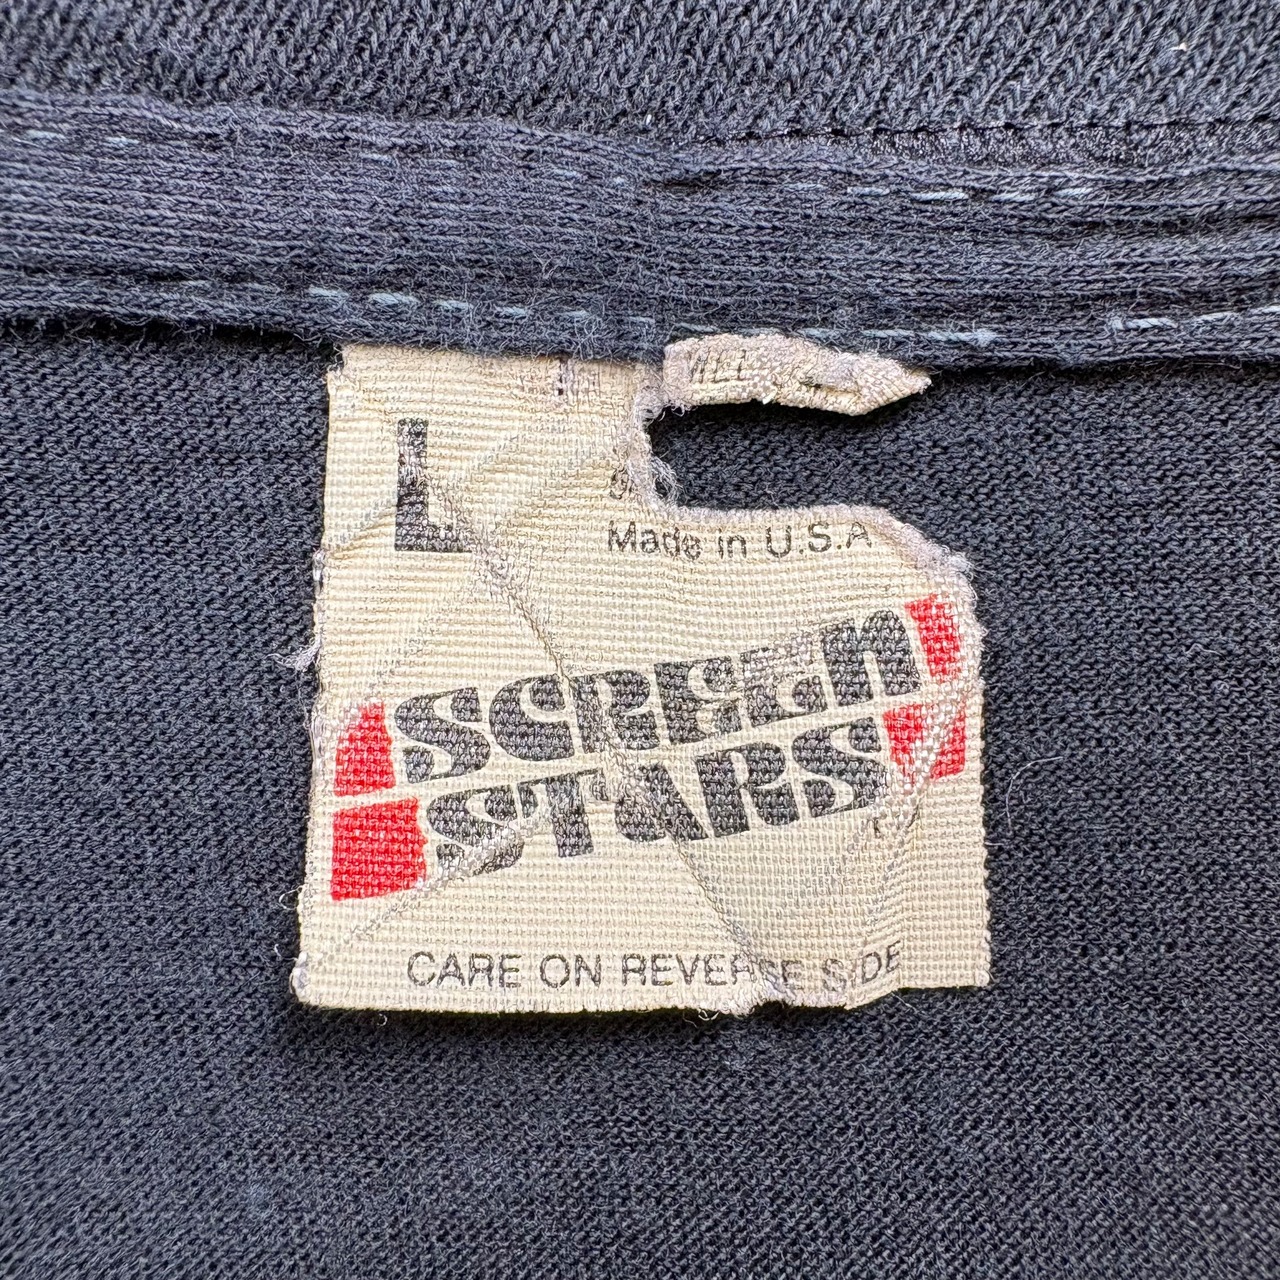 L
Made in U.S.A
SCREEN
STARS
CARE ON REVERSE SIDE